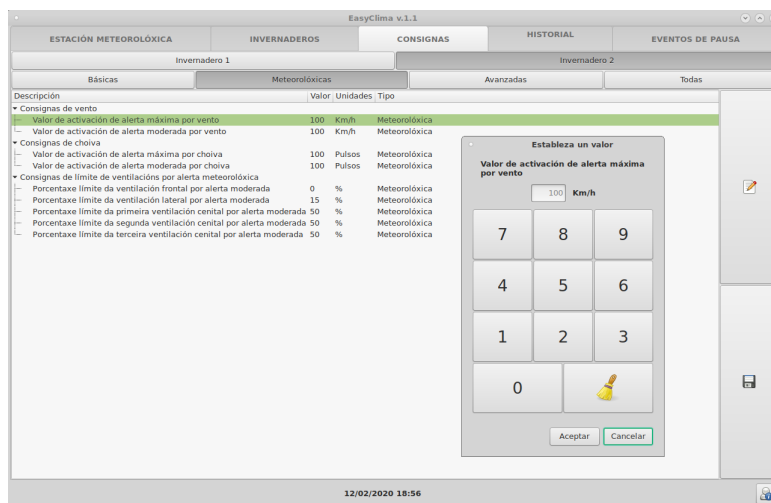 EasyClima v.1.1
ESTACIÓN METEOROLÓXICA INVERNADEROS CONSIGNAS HISTORIAL EVENTOS DE PAUSA
Invernadero 1 Invernadero 2
Básicas Meteorolóxicas Avanzadas Todas
Descripción Valor Unidades Tipo
Consignas de vento
Valor de activación de alerta máxima por vento 100 Km/h Meteorolóxica
Valor de activación de alerta moderada por vento 100 Km/h Meteorolóxica
Consignas de choiva
Valor de activación de alerta máxima por choiva 100 Pulsos Meteorolóxica
Valor de activación de alerta moderada por choiva 100 Pulsos Meteorolóxica
Consignas de límite de ventilacións por alerta meteorolóxica
Porcentaxe límite da ventilación frontal por alerta moderada 0 % Meteorolóxica
Porcentaxe límite da ventilación lateral por alerta moderada 15 % Meteorolóxica
Porcentaxe límite da primeira ventilación cenital por alerta moderada 50 % Meteorolóxica
Porcentaxe límite da segunda ventilación cenital por alerta moderada 50 % Meteorolóxica
Porcentaxe límite da terceira ventilación cenital por alerta moderada 50 % Meteorolóxica
Estableza un valor
Valor de activación de alerta máxima
por vento
100 Km/h
7 8 9
4 5 6
1 2 3
0
Aceptar Cancelar
12/02/2020 18:56